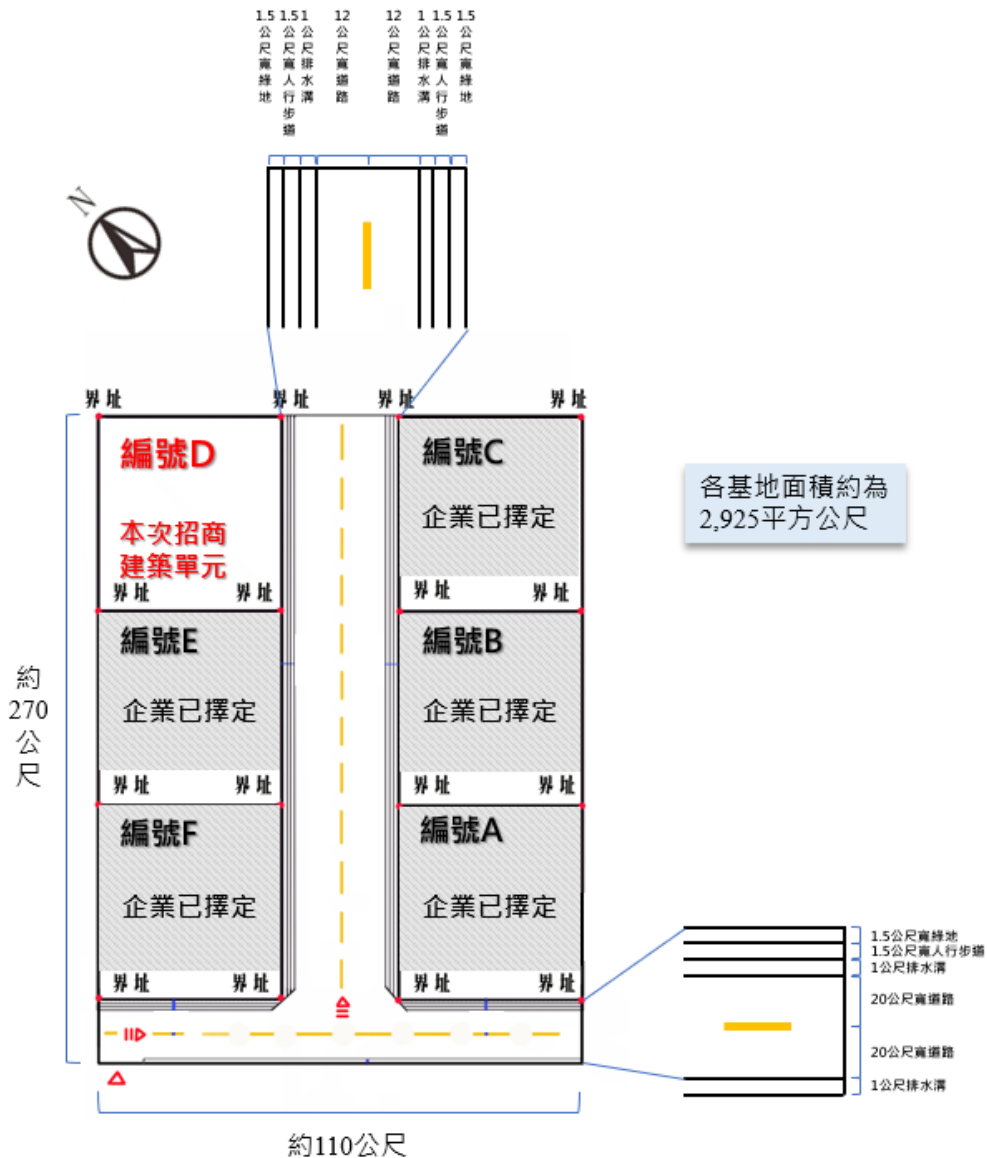 1.5公尺寬綠地
1.5公尺寬人行步道
1公尺排水溝
12公尺寬道路
12公尺寬道路
1公尺排水溝
1.5公尺寬人行步道
1.5公尺寬綠地
N
界址
界址
界址
界址
編號D
本次招商
建築單元
界址
界址
編號C
企業已擇定
界址
界址
各基地面積約為
2,925平方公尺
編號E
企業已擇定
界址
界址
編號B
企業已擇定
界址
界址
約
270
公
尺
編號F
企業已擇定
界址
界址
編號A
企業已擇定
界址
界址
1.5公尺寬綠地
1.5公尺寬人行步道
1公尺排水溝
20公尺寬道路
20公尺寬道路
1公尺排水溝
約110公尺